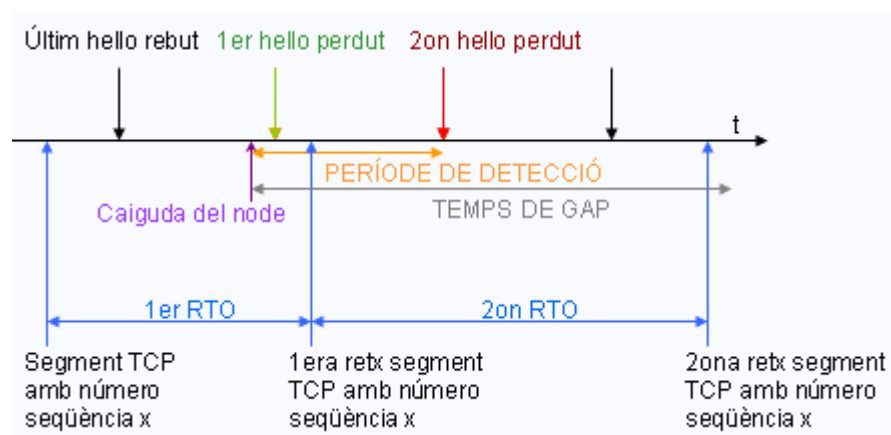 Últim hello rebut 1er hello perdut 2on hello perdut
t
PERÍODE DE DETECCIÓ
Caiguda del node
TEMPS DE GAP
1er RTO
2on RTO
Segment TCP
amb número
seqüència x
1era retx segment
TCP amb número
seqüència x
2ona retx segment
TCP amb número
seqüència x